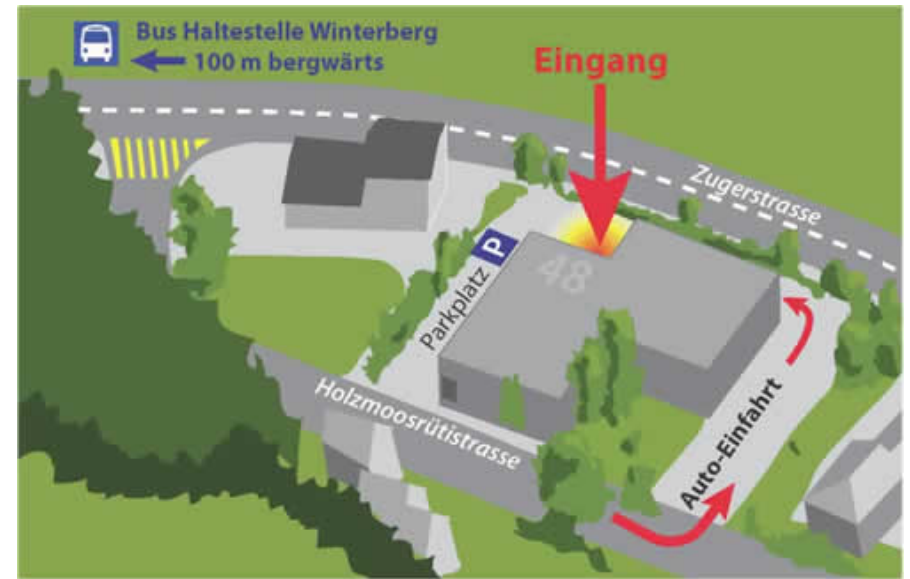 Bus Haltestelle Winterberg
100 m bergwärts
Eingang
Zugerstrasse
P
48
Parkplatz
Holzmoosrütistrasse
Auto-Einfahrt